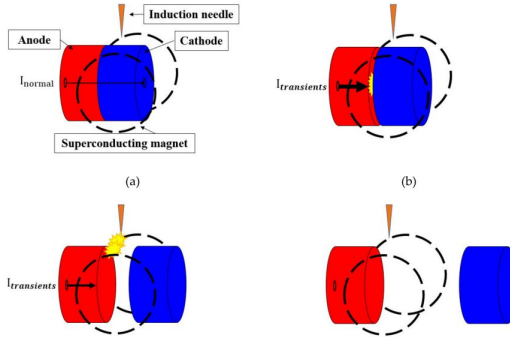 Induction needle
Anode
Cathode
Inormal
Superconducting magnet
(a)
Itransients
(b)
Itransients